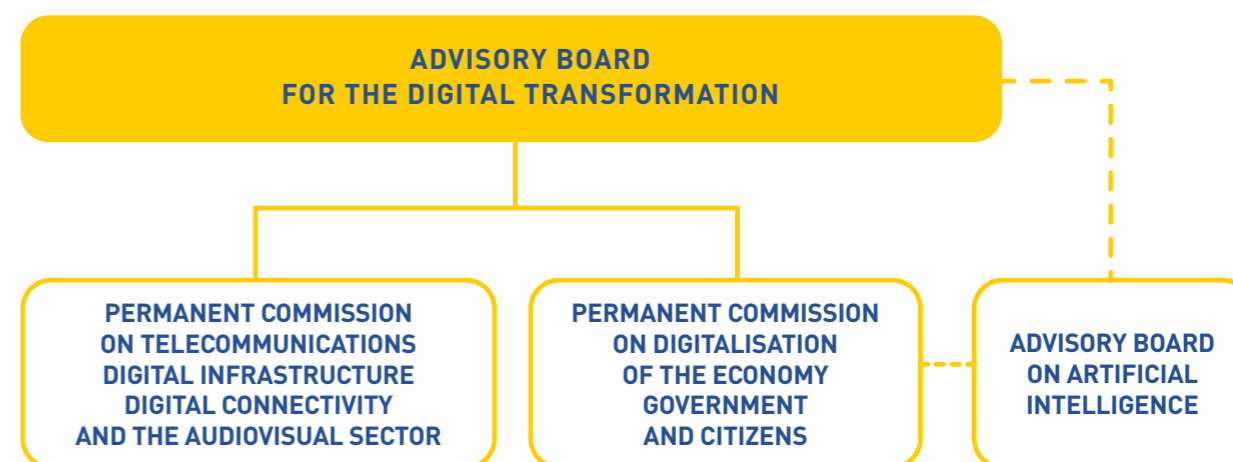 ADVISORY BOARD
FOR THE DIGITAL TRANSFORMATION
PERMANENT COMMISSION
ON TELECOMMUNICATIONS
DIGITAL INFRASTRUCTURE
DIGITAL CONNECTIVITY
AND THE AUDIOVISUAL SECTOR
PERMANENT COMMISSION
ON DIGITALISATION
OF THE ECONOMY
GOVERNMENT
AND CITIZENS
ADVISORY BOARD
ON ARTIFICIAL
INTELLIGENCE